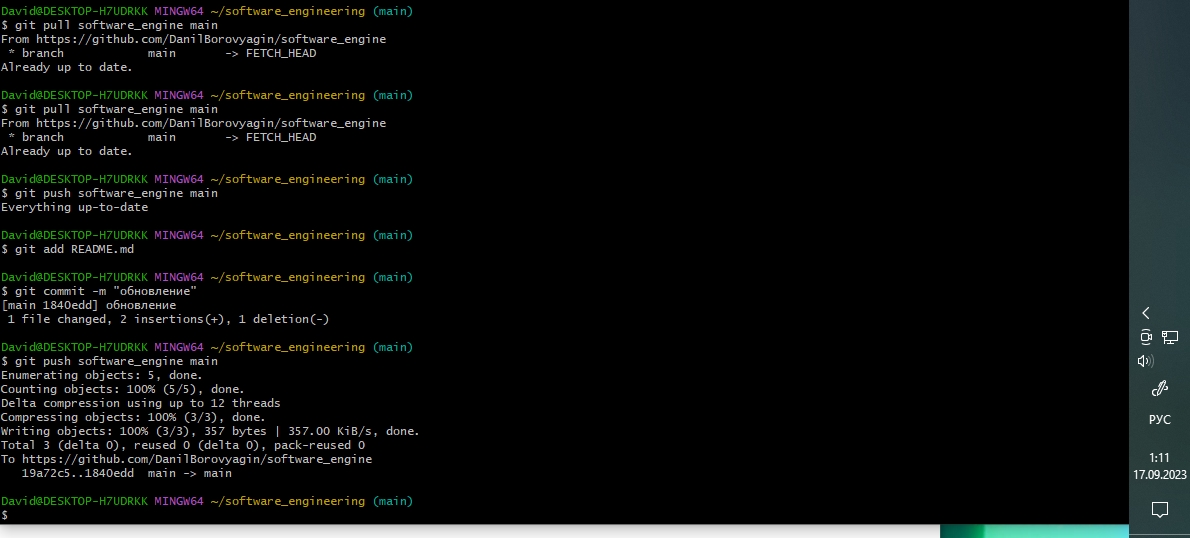 David@DESKTOP-H7UDRKK MINGW64 ~/software_engineering (main)
$ git pull software_engine main
From https://github.com/DanilBorovyagin/software_engine
 * branch            main       -> FETCH_HEAD
Already up to date.

David@DESKTOP-H7UDRKK MINGW64 ~/software_engineering (main)
$ git pull software_engine main
From https://github.com/DanilBorovyagin/software_engine
 * branch            main       -> FETCH_HEAD
Already up to date.

David@DESKTOP-H7UDRKK MINGW64 ~/software_engineering (main)
$ git push software_engine main
Everything up-to-date

David@DESKTOP-H7UDRKK MINGW64 ~/software_engineering (main)
$ git add README.md

David@DESKTOP-H7UDRKK MINGW64 ~/software_engineering (main)
$ git commit -m "обновление"
[main 1840edd] обновление
 1 file changed, 2 insertions(+), 1 deletion(-)

David@DESKTOP-H7UDRKK MINGW64 ~/software_engineering (main)
$ git push software_engine main
Enumerating objects: 5, done.
Counting objects: 100% (5/5), done.
Delta compression using up to 12 threads
Compressing objects: 100% (3/3), done.
Writing objects: 100% (3/3), 357 bytes | 357.00 KiB/s, done.
Total 3 (delta 0), reused 0 (delta 0), pack-reused 0
To https://github.com/DanilBorovyagin/software_engine
   19a72c5..1840edd  main -> main

David@DESKTOP-H7UDRKK MINGW64 ~/software_engineering (main)
$
РУС
1:11
17.09.2023